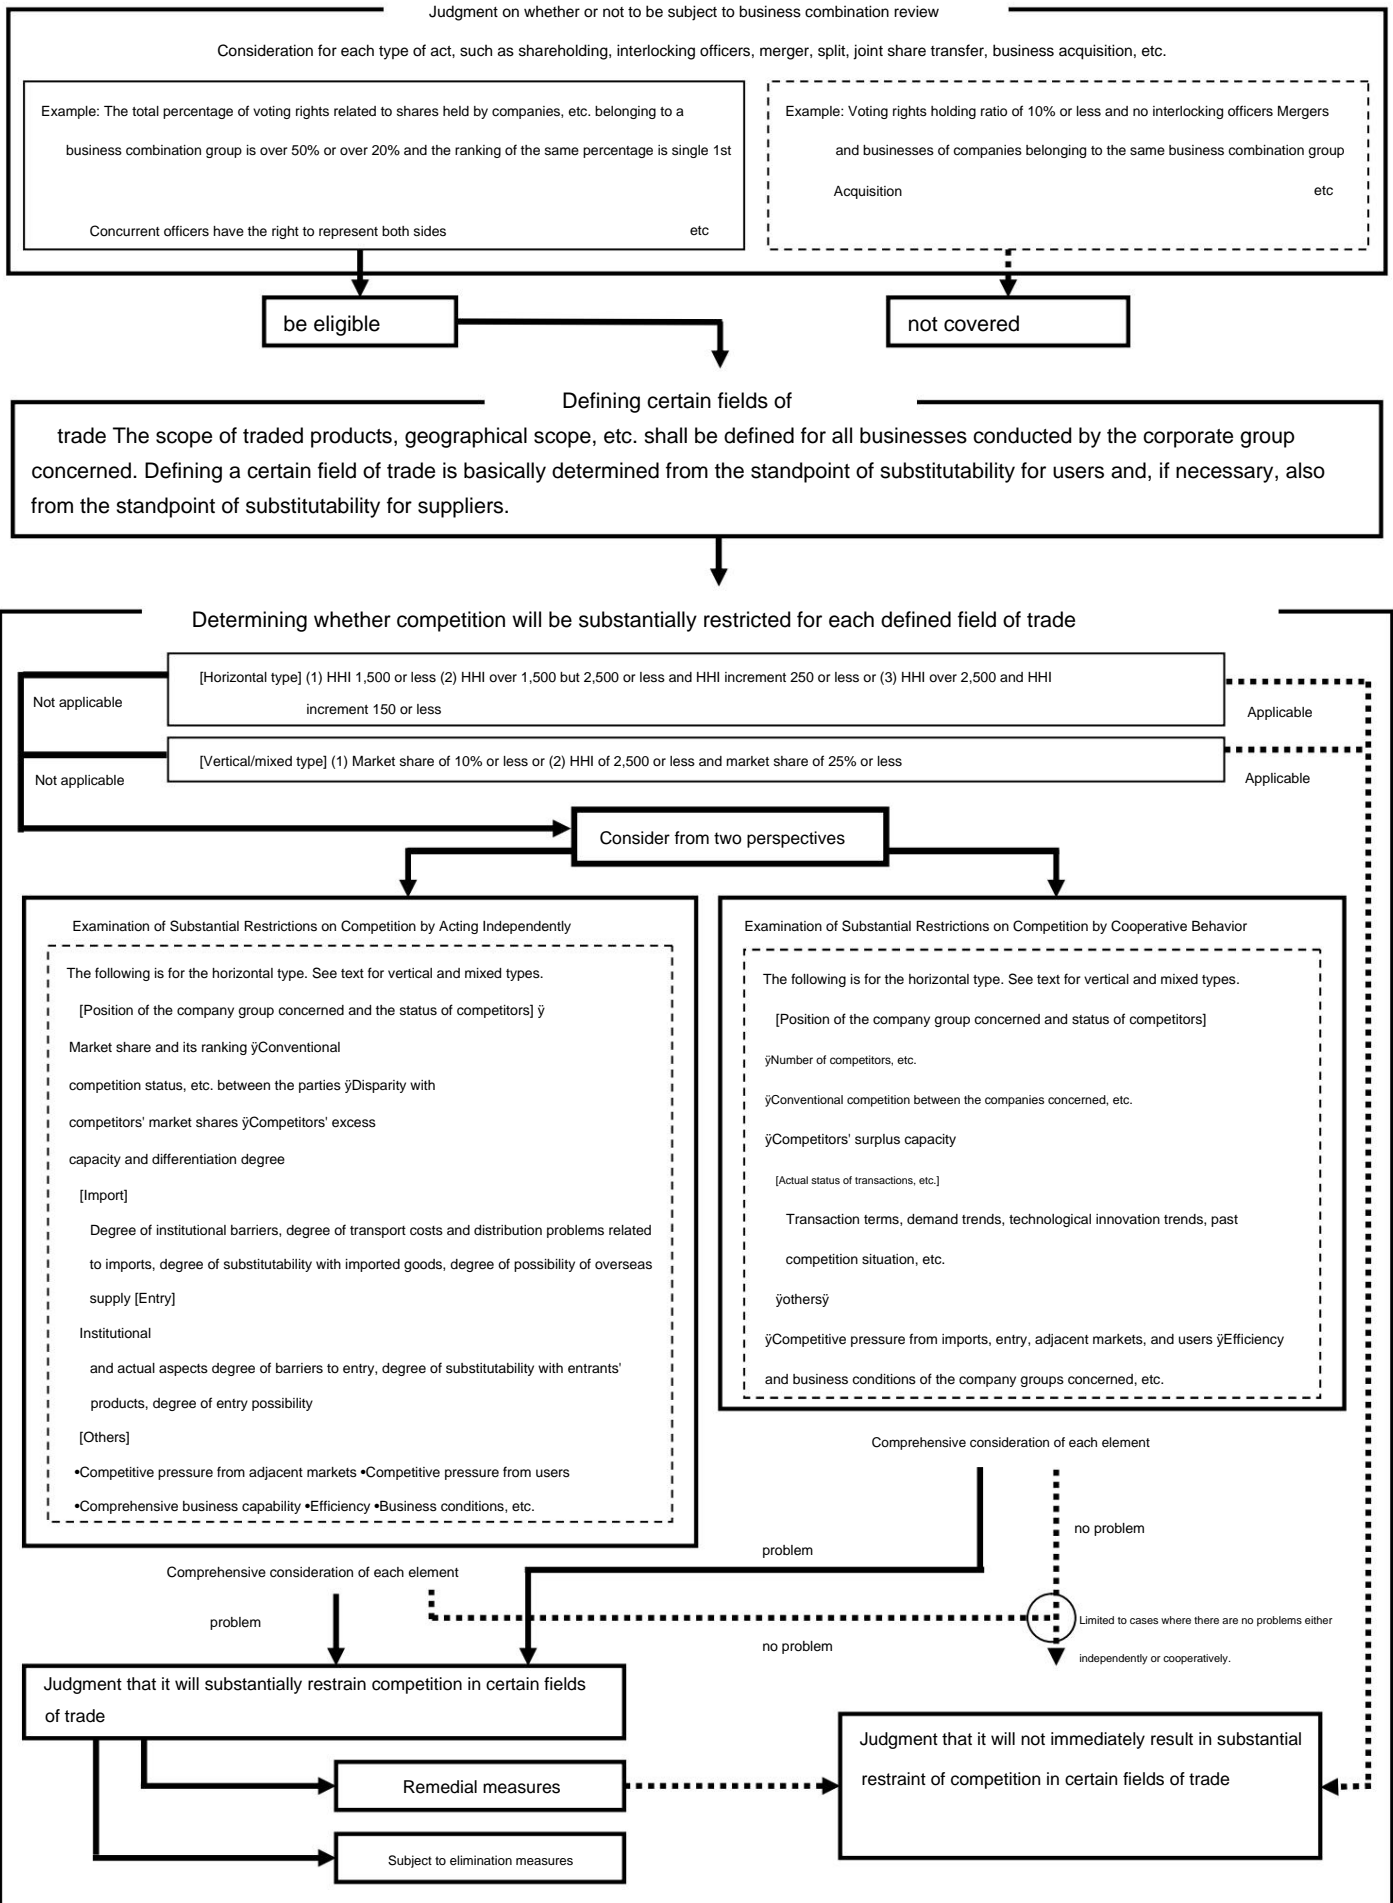 Judgment on whether or not to be subject to business combination review
Consideration for each type of act, such as shareholding, interlocking officers, merger, split, joint share transfer, business acquisition, etc.
Example: The total percentage of voting rights related to shares held by companies, etc. belonging to a
business combination group is over 50% or over 20% and the ranking of the same percentage is single 1st
Concurrent officers have the right to represent both sides etc
Example: Voting rights holding ratio of 10% or less and no interlocking officers Mergers
and businesses of companies belonging to the same business combination group
Acquisition etc
be eligible
not covered
Defining certain fields of
trade The scope of traded products, geographical scope, etc. shall be defined for all businesses conducted by the corporate group
concerned. Defining a certain field of trade is basically determined from the standpoint of substitutability for users and, if necessary, also
from the standpoint of substitutability for suppliers.
Determining whether competition will be substantially restricted for each defined field of trade
[Horizontal type] (1) HHI 1,500 or less (2) HHI over 1,500 but 2,500 or less and HHI increment 250 or less or (3) HHI over 2,500 and HHI
increment 150 or less
Not applicable
Applicable
[Vertical/mixed type] (1) Market share of 10% or less or (2) HHI of 2,500 or less and market share of 25% or less
Not applicable
Applicable
Consider from two perspectives
Examination of Substantial Restrictions on Competition by Acting Independently
The following is for the horizontal type. See text for vertical and mixed types.
[Position of the company group concerned and the status of competitors] ÿ
Market share and its ranking ÿConventional
competition status, etc. between the parties ÿDisparity with
competitors' market shares ÿCompetitors' excess
capacity and differentiation degree
[Import]
Degree of institutional barriers, degree of transport costs and distribution problems related
to imports, degree of substitutability with imported goods, degree of possibility of overseas
supply [Entry]
Institutional
and actual aspects degree of barriers to entry, degree of substitutability with entrants'
products, degree of entry possibility
[Others]
•Competitive pressure from adjacent markets •Competitive pressure from users
•Comprehensive business capability •Efficiency •Business conditions, etc.
Examination of Substantial Restrictions on Competition by Cooperative Behavior
The following is for the horizontal type. See text for vertical and mixed types.
[Position of the company group concerned and status of competitors]
ÿNumber of competitors, etc.
ÿConventional competition between the companies concerned, etc.
ÿCompetitors' surplus capacity
[Actual status of transactions, etc.]
Transaction terms, demand trends, technological innovation trends, past
competition situation, etc.
ÿothersÿ
ÿCompetitive pressure from imports, entry, adjacent markets, and users ÿEfficiency
and business conditions of the company groups concerned, etc.
Comprehensive consideration of each element
no problem
problem
Comprehensive consideration of each element
problem
no problem
Limited to cases where there are no problems either
independently or cooperatively.
Judgment that it will substantially restrain competition in certain fields
of trade
Judgment that it will not immediately result in substantial
restraint of competition in certain fields of trade
Remedial measures
Subject to elimination measures